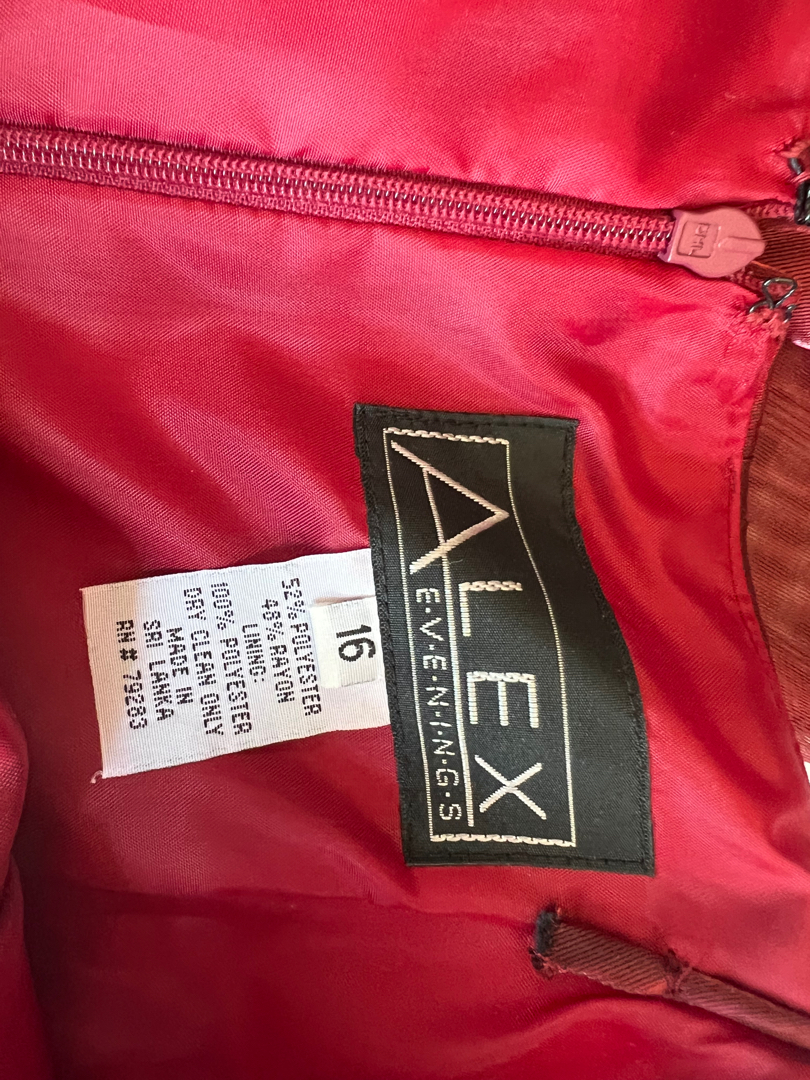 ALEX
E·V·E·N·I·N·G·S
16
52% POLYESTER
48% RAYON
LINING:
100% POLYESTER
DRY CLEAN ONLY
MADE IN
SRI LANKA
RN# 79283